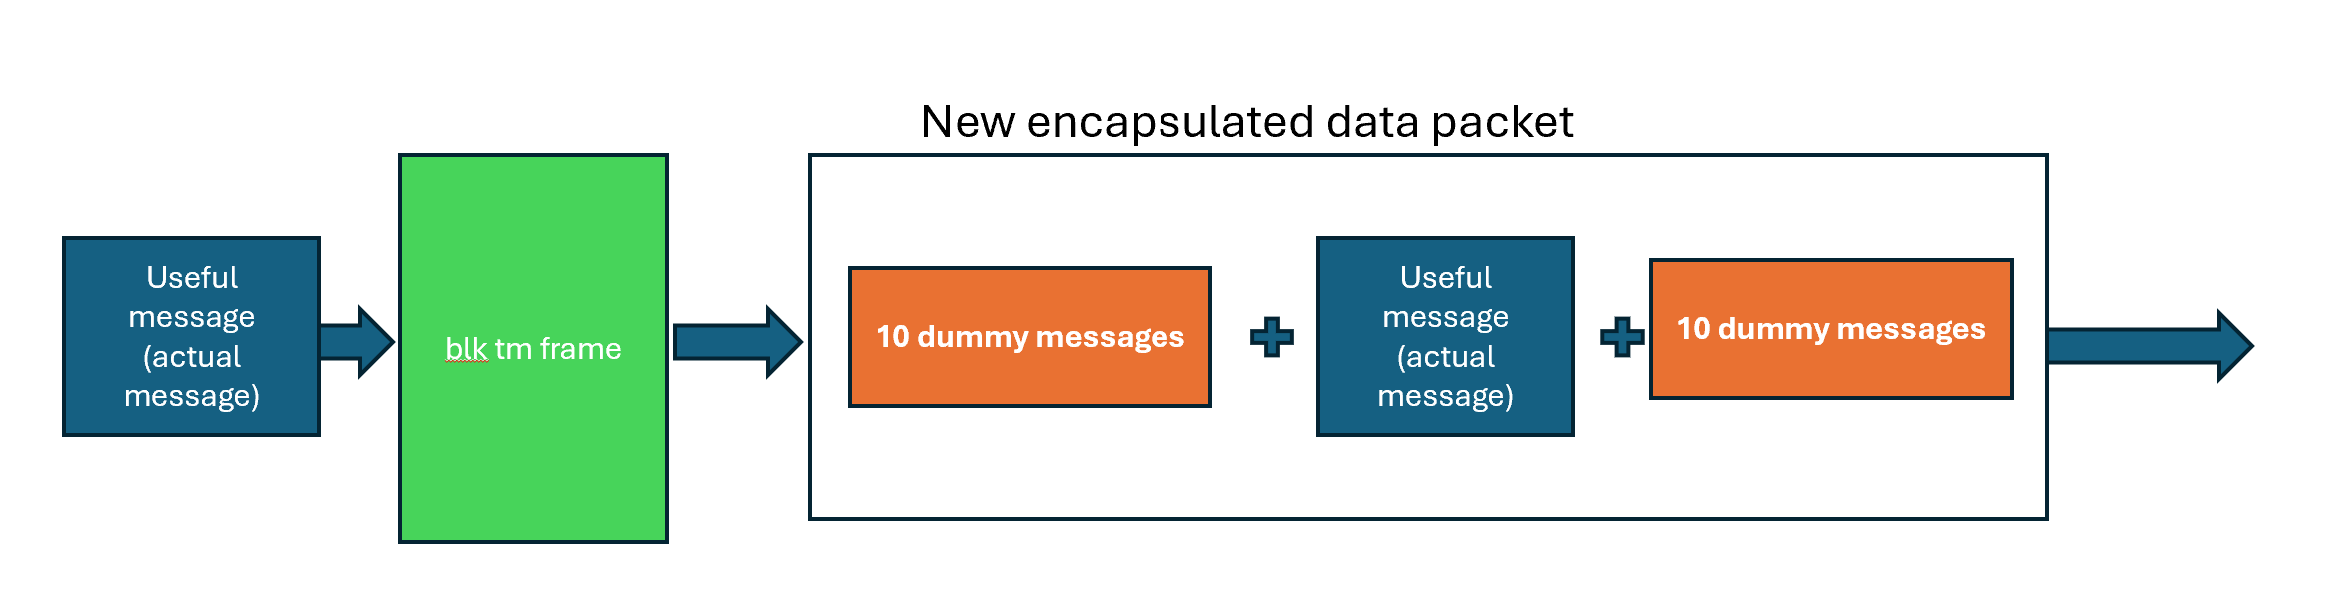 New encapsulated data packet
Useful
message
(actual
message)
blk tm frame
10 dummy messages
Useful
message
(actual
message)
10 dummy messages